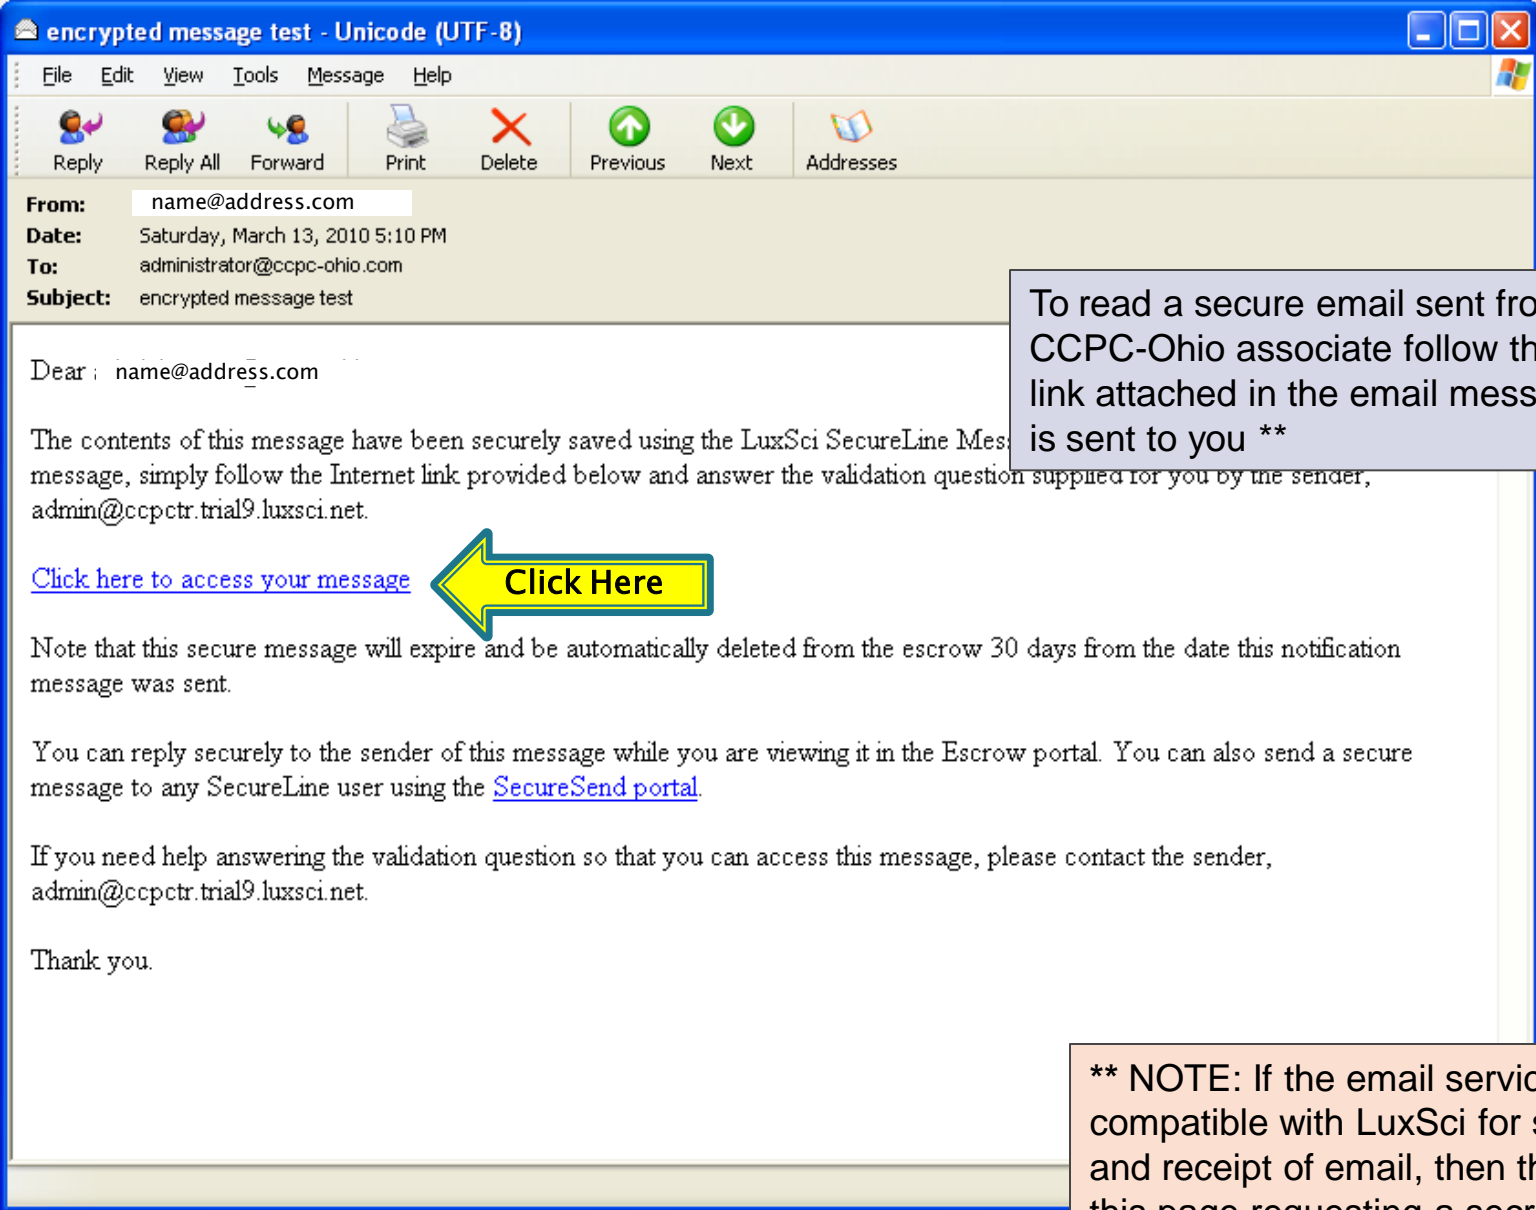 encrypted message test - Unicode (UTF-8)
File Edit View Tools Message Help
Reply Reply All Forward Print Delete Previous Next Addresses
From: name@address.com
Date: Saturday, March 13, 2010 5:10 PM
To: administrator@ccpc-ohio.com
Subject: encrypted message test
To read a secure email sent
CCPC-Ohio associate follow
link attached in the email
is sent to you **
Dear name@address.com
The contents of this message have been securely saved using the LuxSci SecureLine
message, simply follow the Internet link provided below and answer the validation question supplied for you by the sender,
admin@ccpctr.trial9.luxsci.net.
Click here to access your message
Click Here
Note that this secure message will expire and be automatically deleted from the escrow 30 days from the date this notification
message was sent.
You can reply securely to the sender of this message while you are viewing it in the Escrow portal. You can also send a secure
message to any SecureLine user using the SecureSend portal.
If you need help answering the validation question so that you can access this message, please contact the sender,
admin@ccpctr.trial9.luxsci.net.
Thank you.
** NOTE: If the email
compatible with LuxSci for
and receipt of email, then
this page requesting a